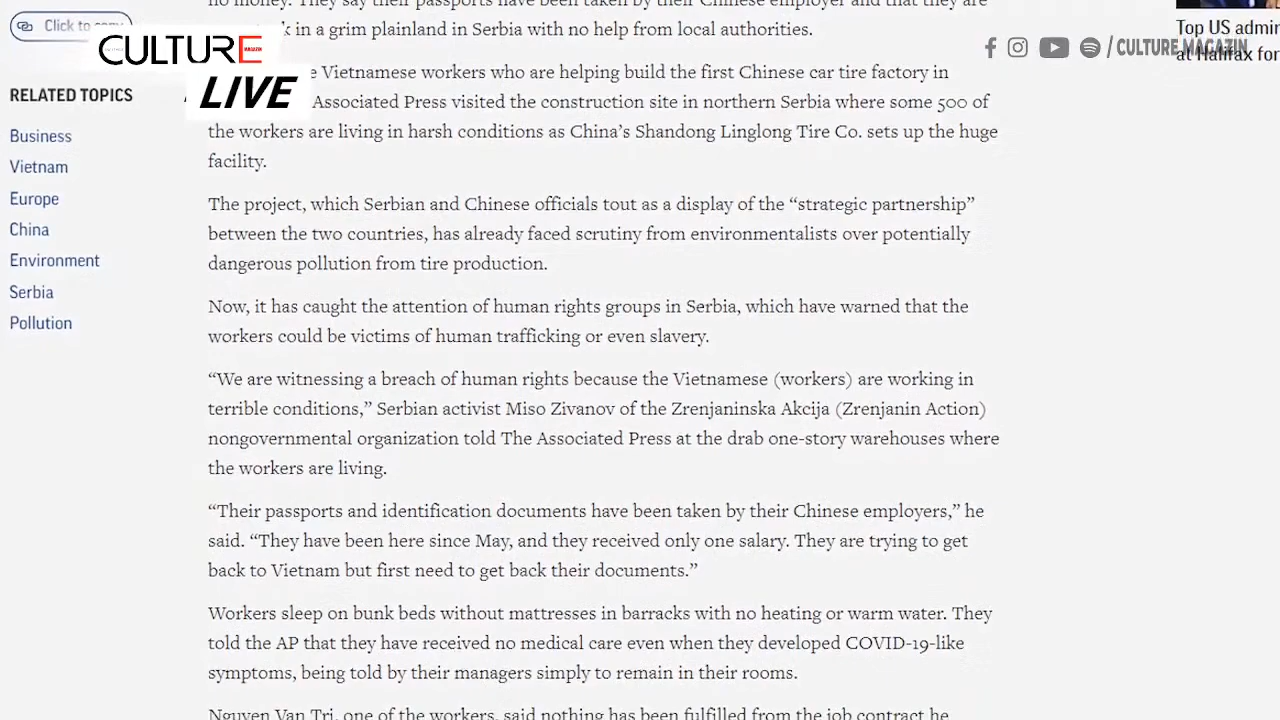 no money. They say their passports have been taken by their Chinese employer and that they are
Click to copy
CULTURE
MAGAZIN
LIVE
/ CULTURE.MAGAZIN
Top US admin
at Halifax for
RELATED TOPICS
Business
Vietnam
Europe
China
Environment
Serbia
Pollution
in a grim plainland in Serbia with no help from local authorities.
Vietnamese workers who are helping build the first Chinese car tire factory in
Associated Press visited the construction site in northern Serbia where some 500 of
the workers are living in harsh conditions as China’s Shandong Linglong Tire Co. sets up the huge
facility.
The project, which Serbian and Chinese officials tout as a display of the “strategic partnership”
between the two countries, has already faced scrutiny from environmentalists over potentially
dangerous pollution from tire production.
Now, it has caught the attention of human rights groups in Serbia, which have warned that the
workers could be victims of human trafficking or even slavery.
“We are witnessing a breach of human rights because the Vietnamese (workers) are working in
terrible conditions,” Serbian activist Miso Zivanov of the Zrenjaninska Akcija (Zrenjanin Action)
nongovernmental organization told The Associated Press at the drab one-story warehouses where
the workers are living.
“Their passports and identification documents have been taken by their Chinese employers,” he
said. “They have been here since May, and they received only one salary. They are trying to get
back to Vietnam but first need to get back their documents.”
Workers sleep on bunk beds without mattresses in barracks with no heating or warm water. They
told the AP that they have received no medical care even when they developed COVID-19-like
symptoms, being told by their managers simply to remain in their rooms.
Nguyen Van Tri, one of the workers, said nothing has been fulfilled from the job contract he